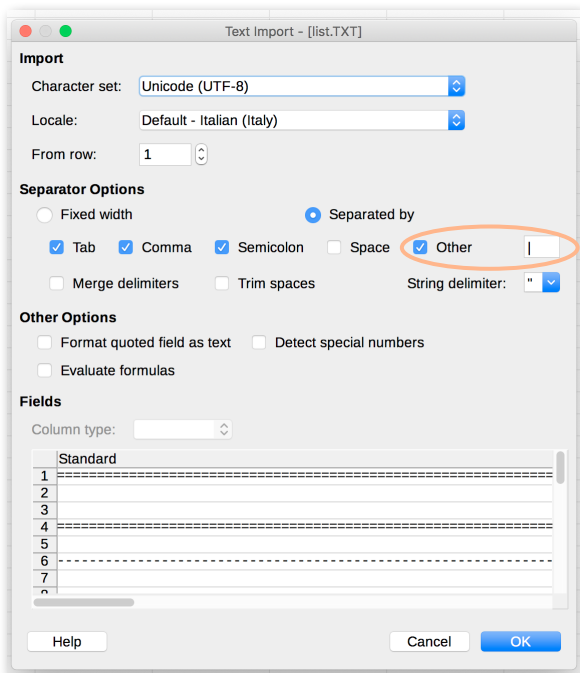 Text Import - [list.TXT]
Import
Character set: Unicode (UTF-8)
Locale: Default - Italian (Italy)
From row: 1
Separator Options
Fixed width Separated by
Tab Comma Semicolon Space Other |
Merge delimiters Trim spaces String delimiter: "
Other Options
Format quoted field as text Detect special numbers
Evaluate formulas
Fields
Column type:
Standard
1 ================================================================
2
3
4 ================================================================
5
6 - - - - - - - - - - - - - - - - - - - - - - - - - - - - - - - - - - - - - - - - - - - - - - - - - -
7
Help Cancel OK